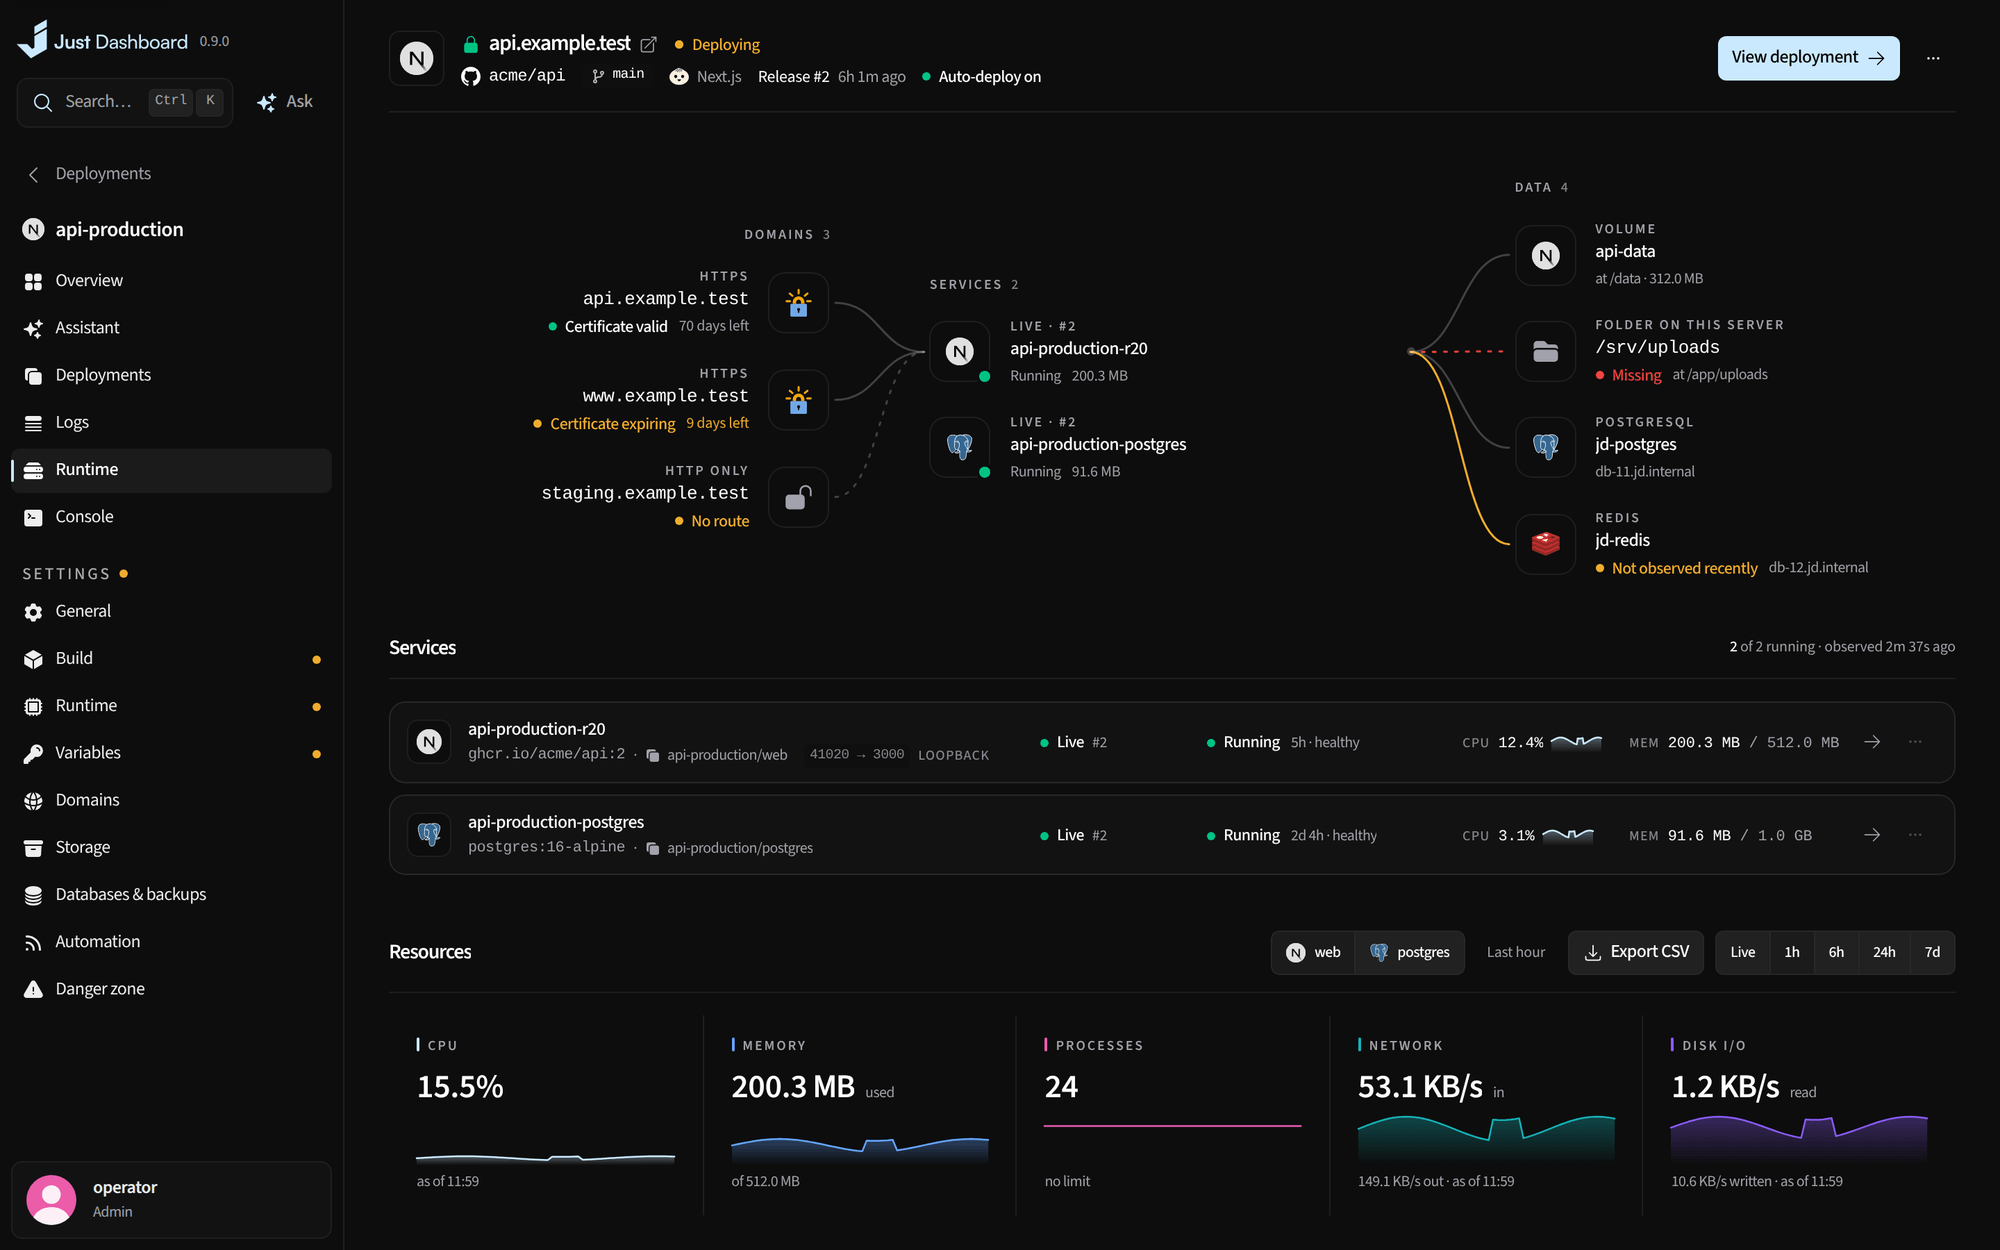 Just Dashboard 0.9.0
Search... Ctrl K
Ask
Deployments
api-production
Overview
Assistant
Deployments
Logs
Runtime
Console
SETTINGS
General
Build
Runtime
Variables
Domains
Storage
Databases & backups
Automation
Danger zone
operator
Admin
api.example.test Deploying
acme/api main Next.js Release #2 6h 1m ago Auto-deploy on
View deployment →
DOMAINS 3
HTTPS
api.example.test
Certificate valid 70 days left
HTTPS
www.example.test
Certificate expiring 9 days left
HTTP ONLY
staging.example.test
No route
SERVICES 2
LIVE · #2
api-production-r20
Running 200.3 MB
LIVE · #2
api-production-postgres
Running 91.6 MB
DATA 4
VOLUME
api-data
at /data · 312.0 MB
FOLDER ON THIS SERVER
/srv/uploads
Missing at /app/uploads
POSTGRESQL
jd-postgres
db-11.jd.internal
REDIS
jd-redis
Not observed recently db-12.jd.internal
Services
2 of 2 running · observed 2m 37s ago
api-production-r20
ghcr.io/acme/api:2 · api-production/web 41020 → 3000 LOOPBACK
Live #2
Running 5h · healthy
CPU 12.4%
MEM 200.3 MB / 512.0 MB
api-production-postgres
postgres:16-alpine · api-production/postgres
Live #2
Running 2d 4h · healthy
CPU 3.1%
MEM 91.6 MB / 1.0 GB
Resources
web postgres
Last hour
Export CSV
Live 1h 6h 24h 7d
CPU
15.5%
as of 11:59
MEMORY
200.3 MB used
of 512.0 MB
PROCESSES
24
no limit
NETWORK
53.1 KB/s in
149.1 KB/s out · as of 11:59
DISK I/O
1.2 KB/s read
10.6 KB/s written · as of 11:59